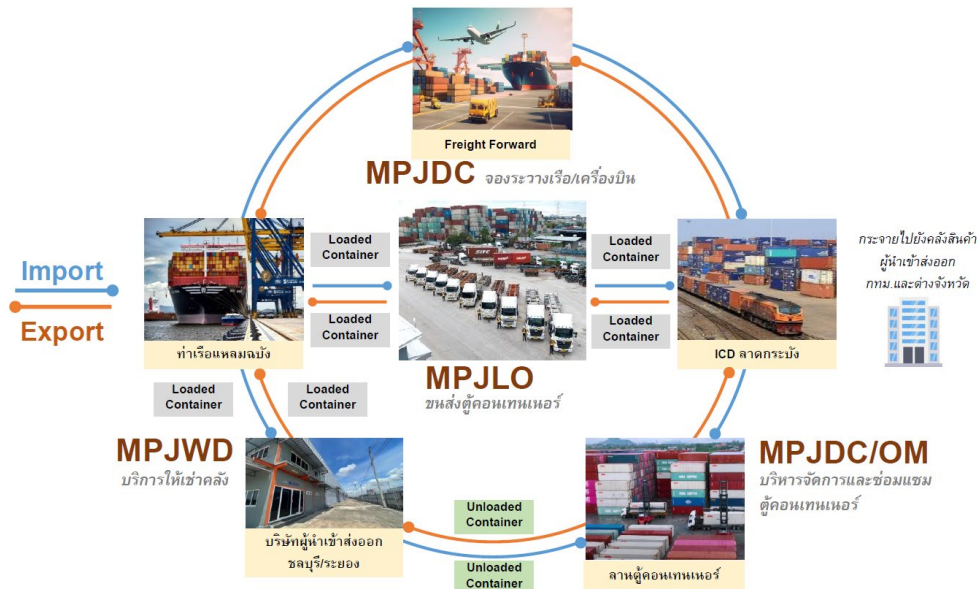 Freight Forward
MPJDC จองระวางเรือ/เครื่องบิน
Import
Export
Loaded
Container
Loaded
Container
Loaded
Container
Loaded
Container
กระจายไปยังคลังสินค้า
ผู้นำเข้าส่งออก
กทม.และต่างจังหวัด
ท่าเรือแหลมฉบัง
MPJLO
ขนส่งตู้คอนเทนเนอร์
ICD ลาดกระบัง
Loaded
Container
Loaded
Container
MPJWD
บริการให้เช่าคลัง
MPJDC/OM
บริหารจัดการและซ่อมแซม
ตู้คอนเทนเนอร์
Unloaded
Container
บริษัทผู้นำเข้าส่งออก
ชลบุรี/ระยอง
Unloaded
Container
ลานตู้คอนเทนเนอร์